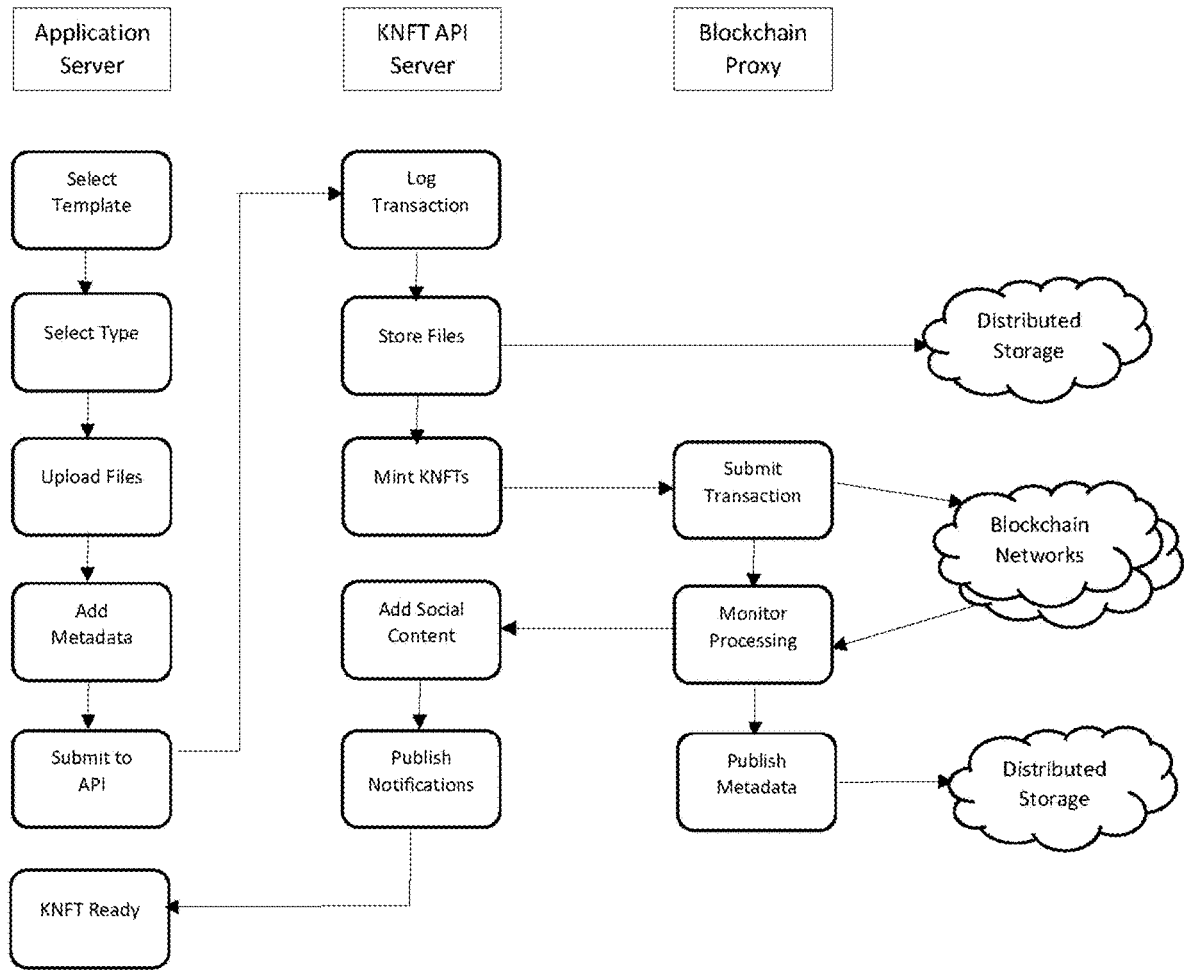 Application
Server
KNFT API
Server
Blockchain
Proxy
Select
Template
Select Type
Upload Files
Add
Metadata
Submit to
API
KNFT Ready
Log
Transaction
Store Files
Mint KNFTs
Add Social
Content
Publish
Notifications
Submit
Transaction
Monitor
Processing
Publish
Metadata
Distributed
Storage
Blockchain
Networks
Distributed
Storage